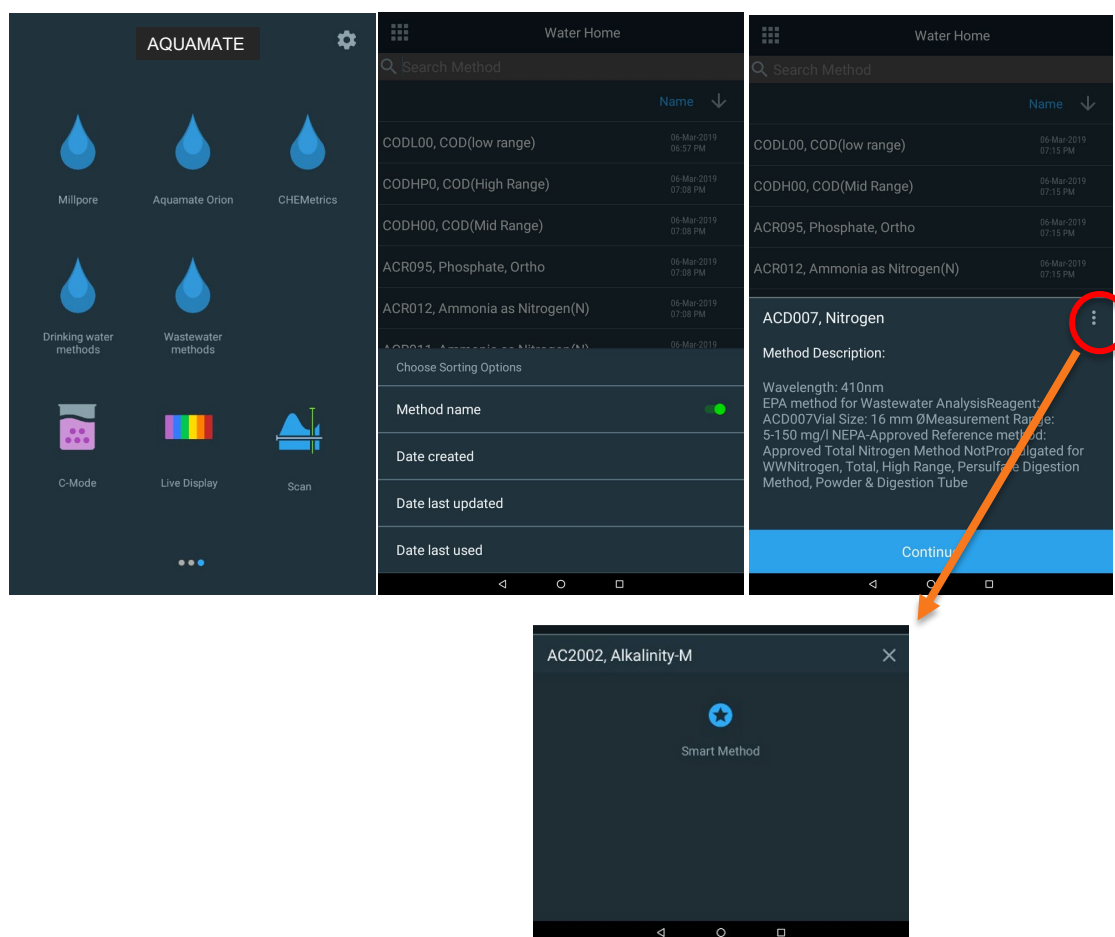 AQUAMATE
Millpore
Aquamate Orion
CHEMetrics
Drinking water
methods
Wastewater
methods
C-Mode
Live Display
Scan
Water Home
Search Method
Name
CODL00, COD(low range)
06-Mar-2019
06:57 PM
CODHP0, COD(High Range)
06-Mar-2019
07:08 PM
CODH00, COD(Mid Range)
06-Mar-2019
07:08 PM
ACR095, Phosphate, Ortho
06-Mar-2019
07:08 PM
ACR012, Ammonia as Nitrogen(N)
06-Mar-2019
07:08 PM
06-Mar-2019
Choose Sorting Options
Method name
Date created
Date last updated
Date last used
Water Home
Search Method
Name
CODL00, COD(low range)
06-Mar-2019
07:15 PM
CODH00, COD(Mid Range)
06-Mar-2019
07:15 PM
ACR095, Phosphate, Ortho
06-Mar-2019
07:15 PM
ACR012, Ammonia as Nitrogen(N)
06-Mar-2019
07:15 PM
ACD007, Nitrogen
Method Description:
Wavelength: 410nm
EPA method for Wastewater AnalysisReagent:
ACD007Vial Size: 16 mm ØMeasurement Range:
5-150 mg/l NEPA-Approved Reference method:
Approved Total Nitrogen Method NotPromulgated for
WWNitrogen, Total, High Range, Persulfate Digestion
Method, Powder & Digestion Tube
Continue
AC2002, Alkalinity-M
Smart Method